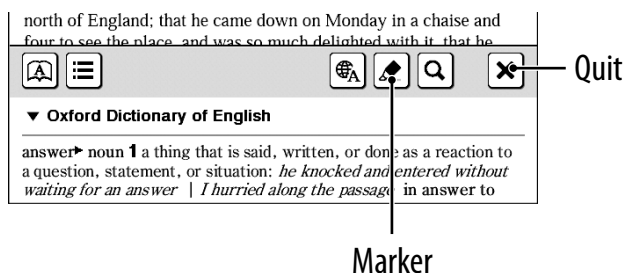 north of England; that he came down on Monday in a chaise and
four to see the place, and was so much delighted with it, that he
Quit
▼ Oxford Dictionary of English
answer▸ noun 1 a thing that is said, written, or done as a reaction to
a question, statement, or situation: he knocked and entered without
waiting for an answer | I hurried along the passage in answer to
Marker